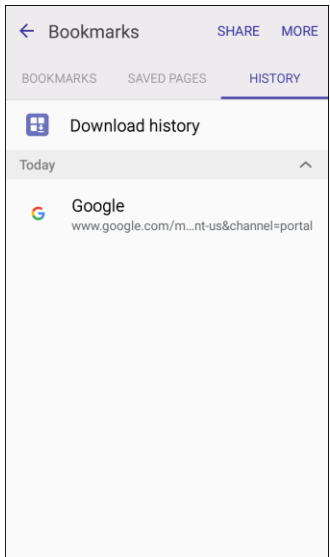 Bookmarks SHARE MORE
BOOKMARKS SAVED PAGES HISTORY
Download history
Today
Google
www.google.com/m...nt-us&channel=portal